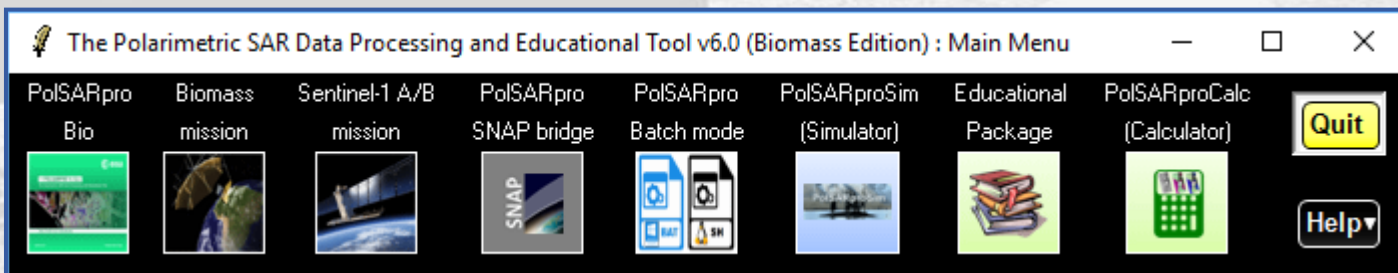 The Polarimetric SAR Data Processing and Educational Tool v6.0 (Biomass Edition) : Main Menu
PolSARpro Bio
Biomass mission
Sentinel-1 A/B mission
PolSARpro SNAP bridge
PolSARpro Batch mode
PolSARproSim (Simulator)
Educational Package
PolSARproCalc (Calculator)
Quit
esa
SNAP
BAT
SH
PolSARproSim
Help